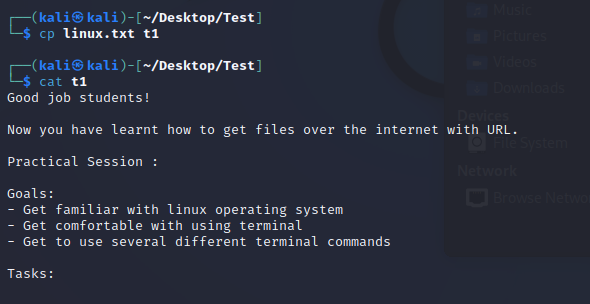 ┌──(kali㉿kali)-[~/Desktop/Test]
└─$ cp linux.txt t1
┌──(kali㉿kali)-[~/Desktop/Test]
└─$ cat t1
Good job students!
Now you have learnt how to get files over the internet with URL.
Practical Session :
Goals:
- Get familiar with linux operating system
- Get comfortable with using terminal
- Get to use several different terminal commands
Tasks:
Music
Pictures
Videos
Downloads
Devices
File System
Network
Browse Netwo